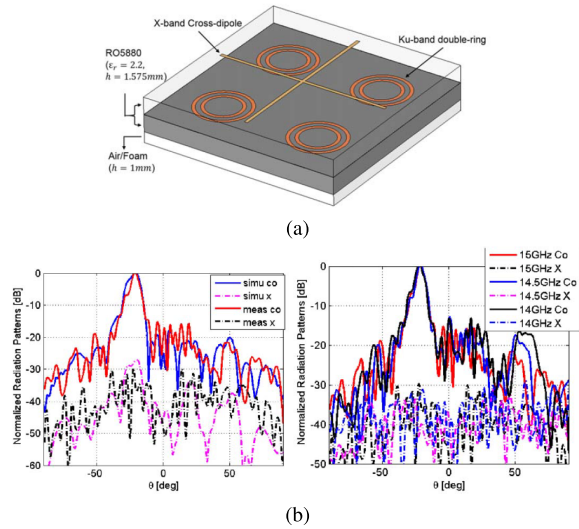 X-band Cross-dipole
Ku-band double-ring
RO5880
(εr = 2.2,
h = 1.575mm)
Air/Foam
(h = 1mm)
(a)
Normalized Radiation Patterns [dB]
0
-10
-20
-30
-40
-50
-60
-50
0
50
θ [deg]
simu co
simu x
meas co
meas x
Normalized Radiation Patterns [dB]
0
-10
-20
-30
-40
-50
-50
0
50
θ [deg]
15GHz Co
15GHz X
14.5GHz Co
14.5GHz X
14GHz Co
14GHz X
(b)